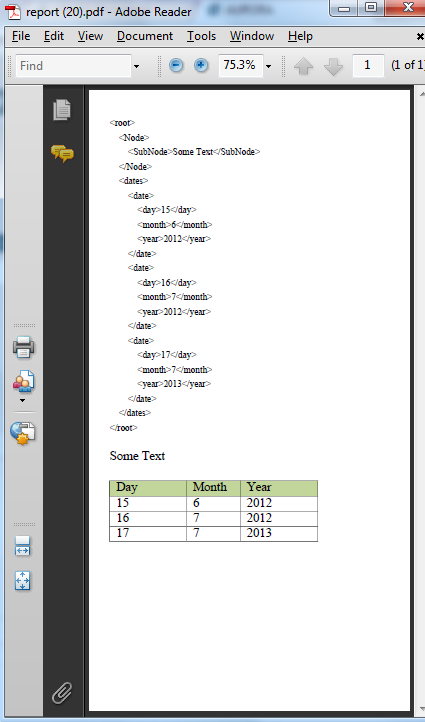 report (20).pdf - Adobe Reader
File Edit View Document Tools Window Help
Find 75.3% 1 (1 of 1
<root>
<Node>
<SubNode>Some Text</SubNode>
</Node>
<dates>
<date>
<day>15</day>
<month>6</month>
<year>2012</year>
</date>
<date>
<day>16</day>
<month>7</month>
<year>2012</year>
</date>
<date>
<day>17</day>
<month>7</month>
<year>2013</year>
</date>
</dates>
</root>
Some Text
Day Month Year
15 6 2012
16 7 2012
17 7 2013